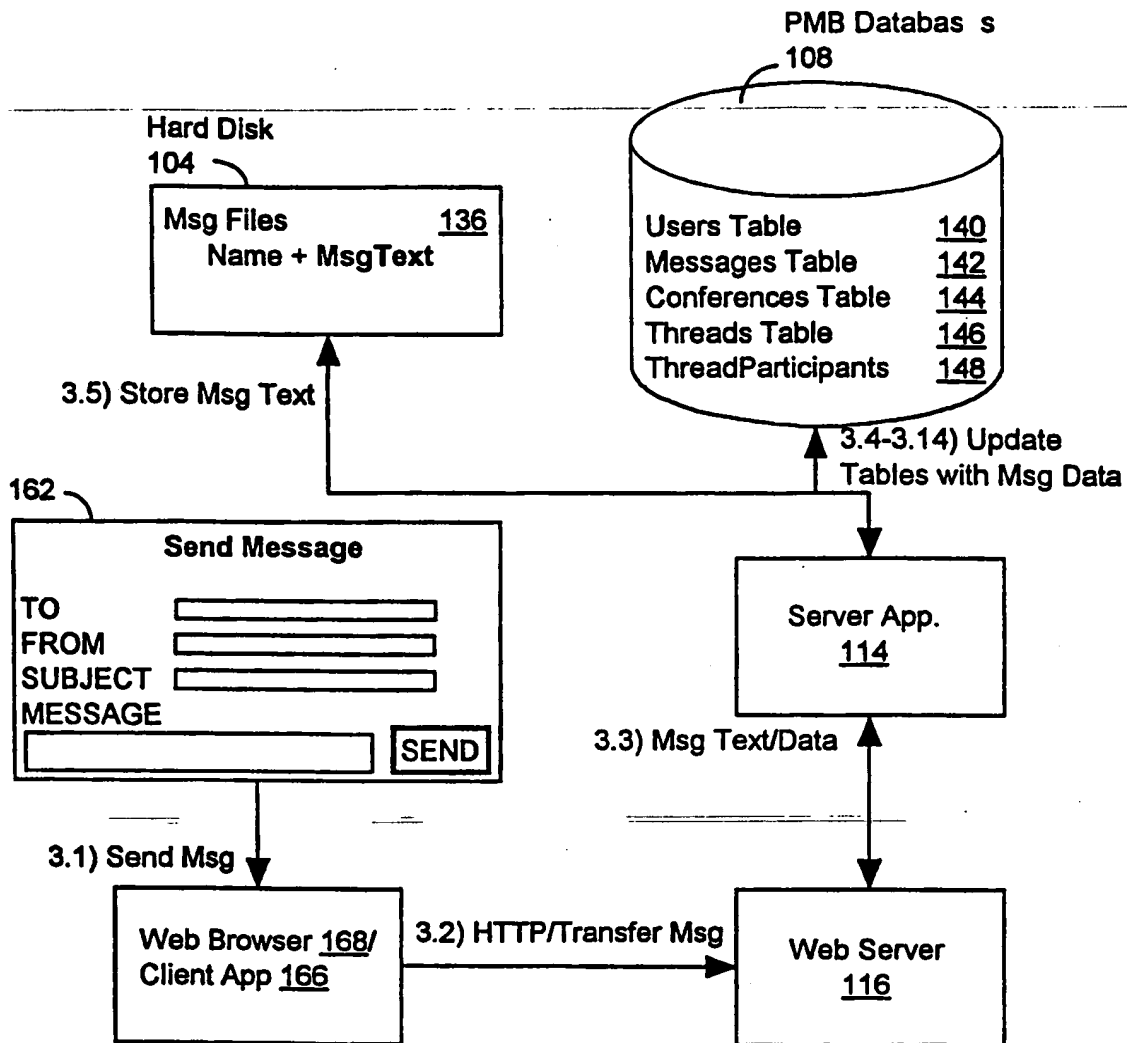 PMB Databas s
108
Hard Disk
104
Msg Files 136
Name + MsgText
Users Table 140
Messages Table 142
Conferences Table 144
Threads Table 146
ThreadParticipants 148
3.5) Store Msg Text
3.4-3.14) Update
Tables with Msg Data
162
Send Message
TO
FROM
SUBJECT
MESSAGE
SEND
Server App.
114
3.3) Msg Text/Data
3.1) Send Msg
Web Browser 168/
Client App 166
3.2) HTTP/Transfer Msg
Web Server
116